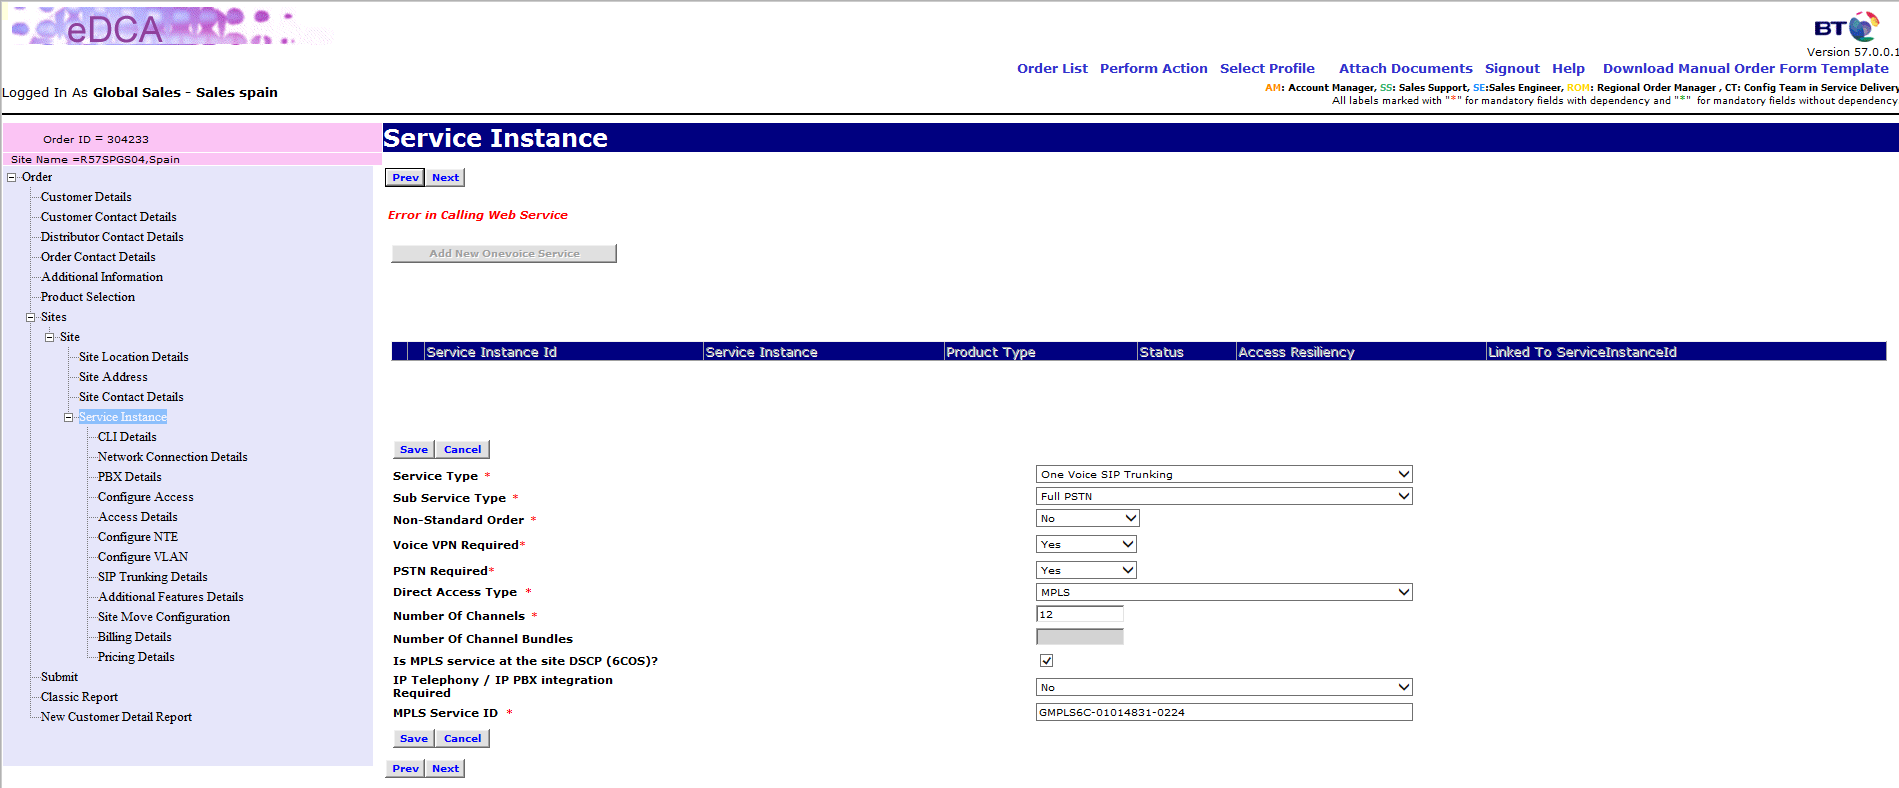 eDCA
BT
Version 57.0.0.1
Order List Perform Action Select Profile Attach Documents Signout Help Download Manual Order Form Template
Logged In As Global Sales - Sales spain
AM: Account Manager, SS: Sales Support, SE:Sales Engineer, ROM: Regional Order Manager , CT: Config Team in Service Delivery
All labels marked with "*" for mandatory fields with dependency and "*" for mandatory fields without dependency
Order ID = 304233
Site Name =R57SPGS04,Spain
Order
Customer Details
Customer Contact Details
Distributor Contact Details
Order Contact Details
Additional Information
Product Selection
Sites
Site
Site Location Details
Site Address
Site Contact Details
Service Instance
CLI Details
Network Connection Details
PBX Details
Configure Access
Access Details
Configure NTE
Configure VLAN
SIP Trunking Details
Additional Features Details
Site Move Configuration
Billing Details
Pricing Details
Submit
Classic Report
New Customer Detail Report
Service Instance
Prev Next
Error in Calling Web Service
Add New Onevoice Service
Service Instance Id Service Instance Product Type Status Access Resiliency Linked To ServiceInstanceId
Save Cancel
Service Type * One Voice SIP Trunking
Sub Service Type * Full PSTN
Non-Standard Order * No
Voice VPN Required* Yes
PSTN Required* Yes
Direct Access Type * MPLS
Number Of Channels * 12
Number Of Channel Bundles
Is MPLS service at the site DSCP (6COS)?
IP Telephony / IP PBX integration
Required No
MPLS Service ID * GMPLS6C-01014831-0224
Save Cancel
Prev Next